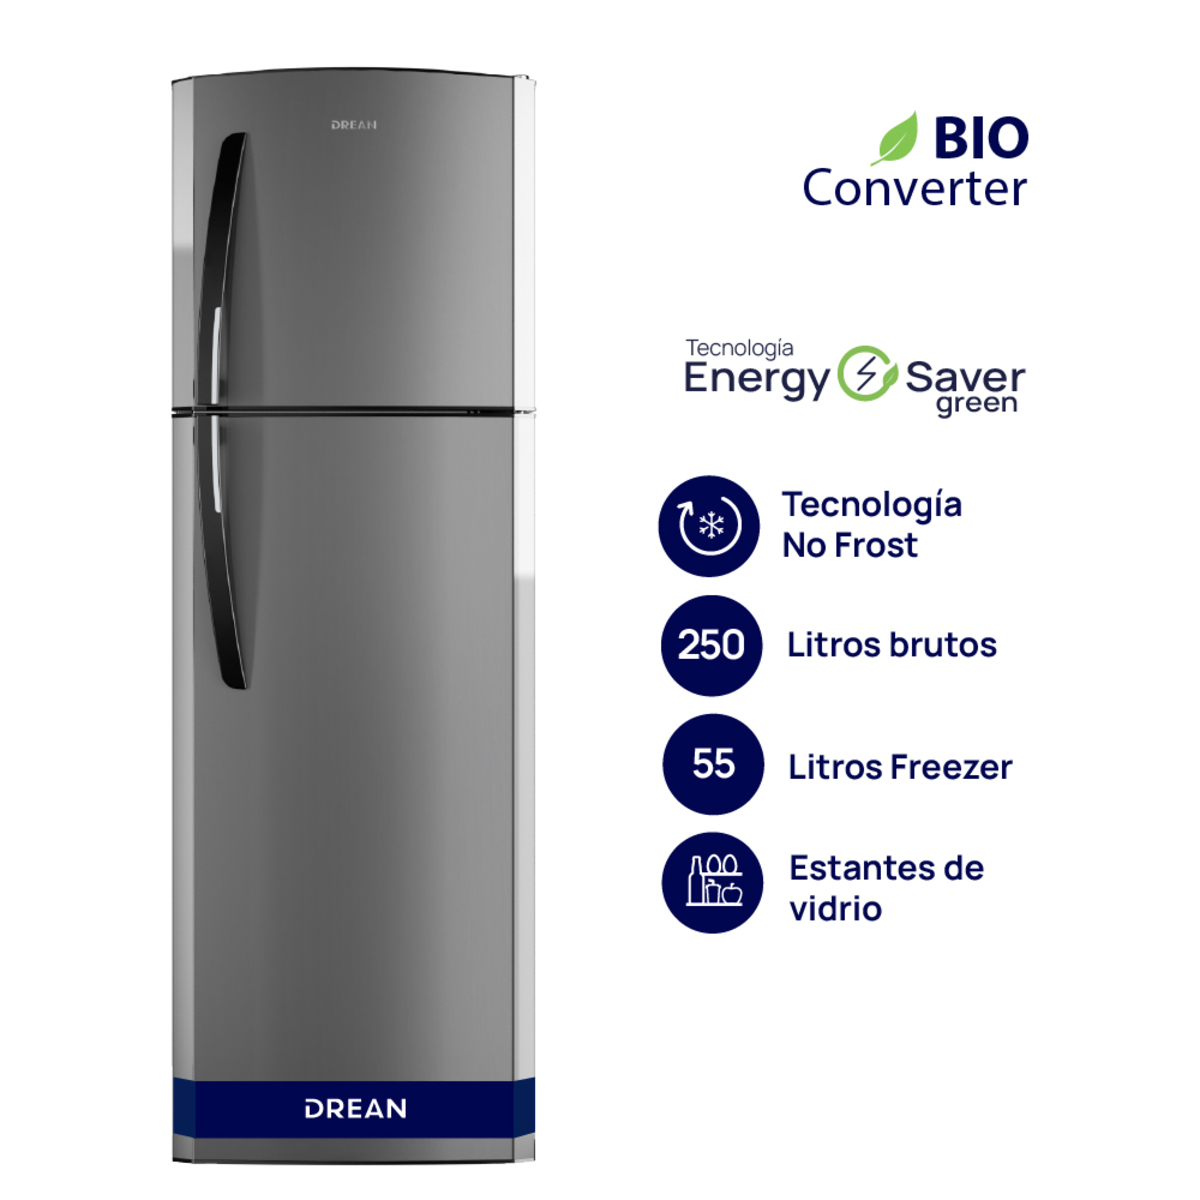 DREAN
BIO
Converter
Tecnología
Energy Saver
green
Tecnología
No Frost
250 Litros brutos
55 Litros Freezer
Estantes de
vidrio
DREAN